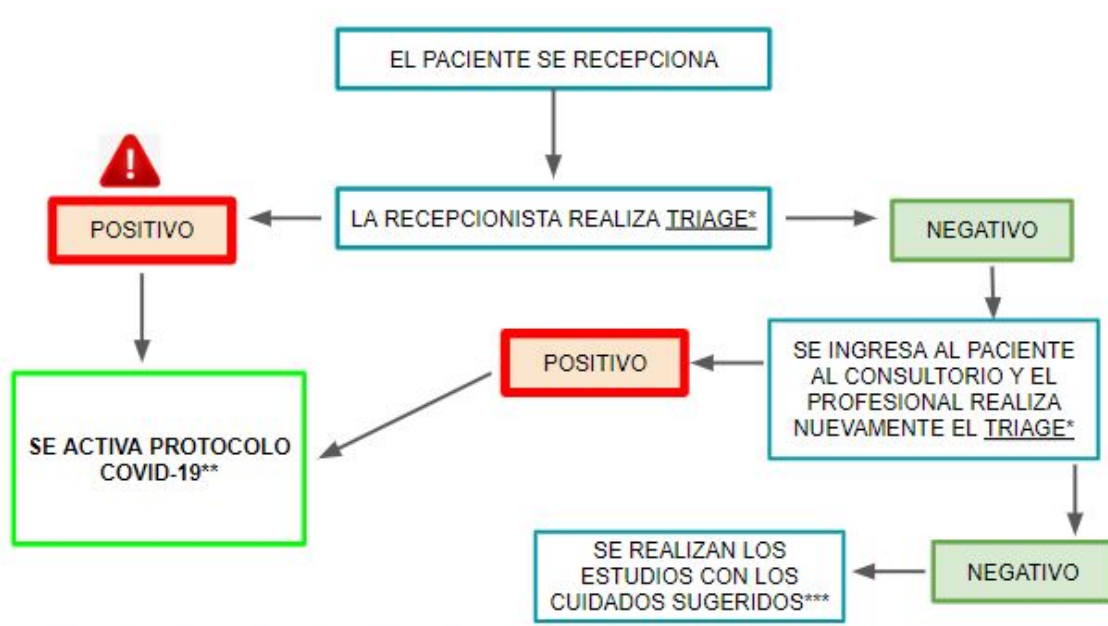 EL PACIENTE SE RECEPCIONA
LA RECEPCIONISTA REALIZA TRIAGE*
POSITIVO
NEGATIVO
SE INGRESA AL PACIENTE
AL CONSULTORIO Y EL
PROFESIONAL REALIZA
NUEVAMENTE EL TRIAGE*
POSITIVO
SE ACTIVA PROTOCOLO
COVID-19**
NEGATIVO
SE REALIZAN LOS
ESTUDIOS CON LOS
CUIDADOS SUGERIDOS***